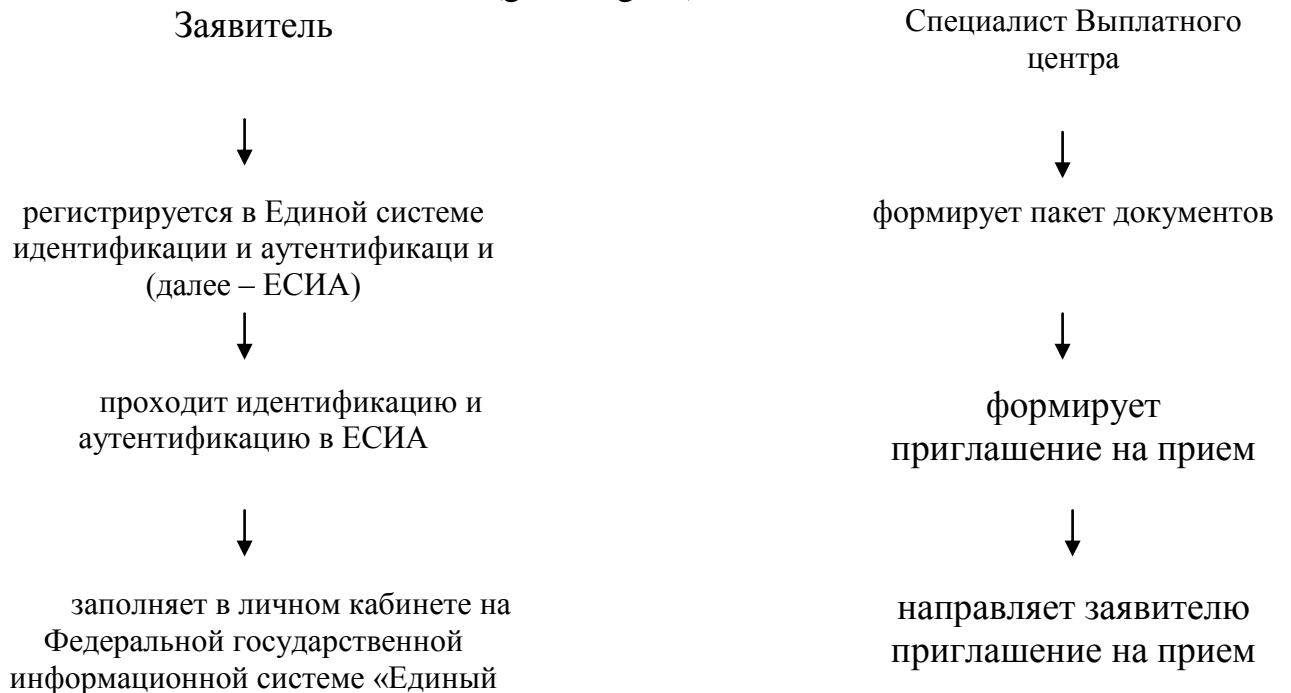 Заявитель
регистрируется в Единой системе
идентификации и аутентификаци и
(далее – ЕСИА)
проходит идентификацию и
аутентификацию в ЕСИА
заполняет в личном кабинете на
Федеральной государственной
информационной системе «Единый
Специалист Выплатного
центра
формирует пакет документов
формирует
приглашение на прием
направляет заявителю
приглашение на прием